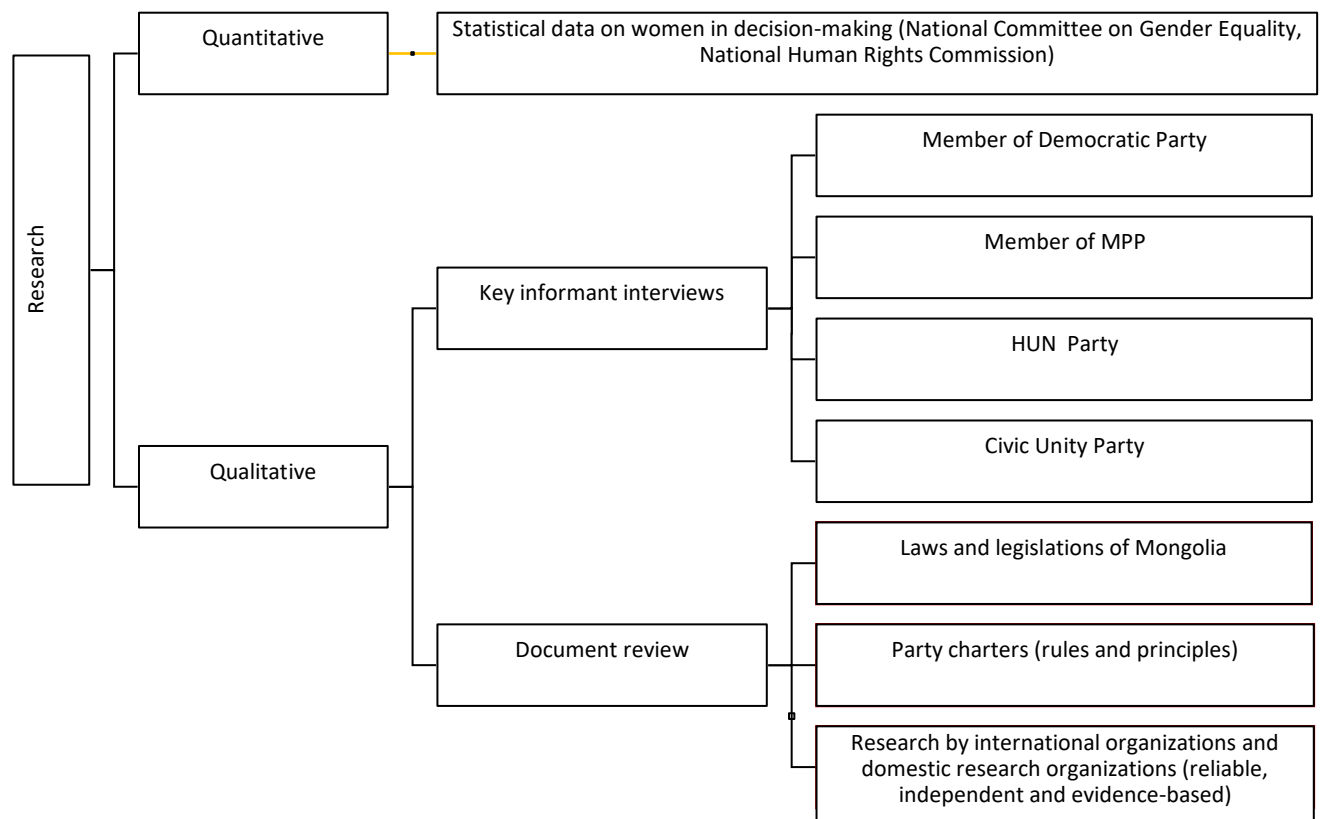 Research
Quantitative
Statistical data on women in decision-making (National Committee on Gender Equality,
National Human Rights Commission)
Qualitative
Key informant interviews
Member of Democratic Party
Member of MPP
HUN Party
Civic Unity Party
Document review
Laws and legislations of Mongolia
Party charters (rules and principles)
Research by international organizations and
domestic research organizations (reliable,
independent and evidence-based)